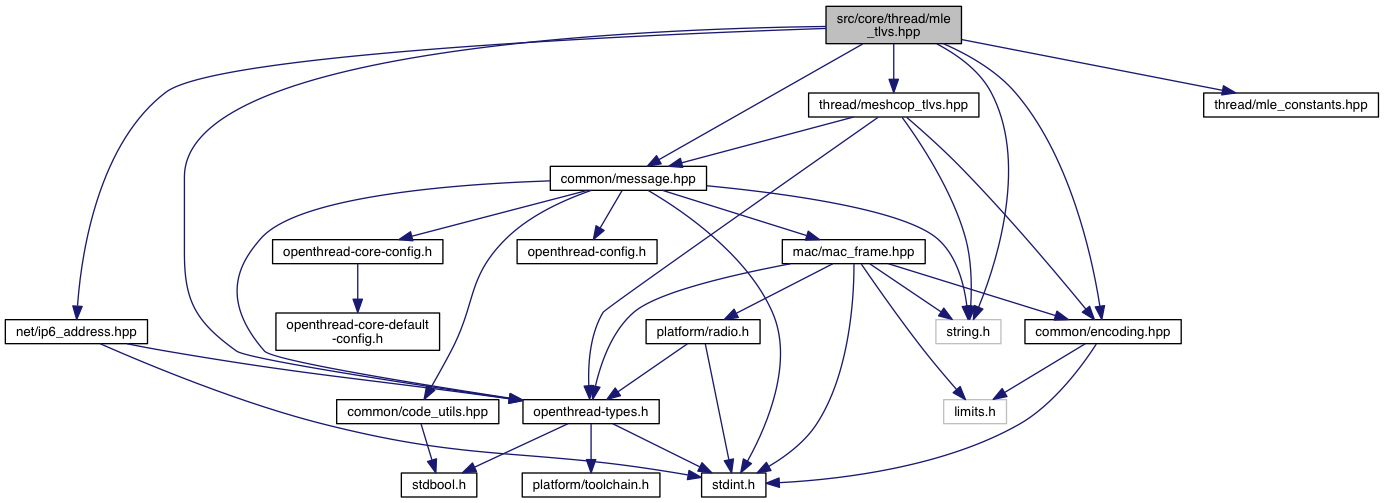 src/core/thread/mle
_tlvs.hpp
thread/meshcop_tlvs.hpp
thread/mle_constants.hpp
common/message.hpp
openthread-core-config.h
openthread-config.h
mac/mac_frame.hpp
net/ip6_address.hpp
openthread-core-default
-config.h
platform/radio.h
string.h
common/encoding.hpp
common/code_utils.hpp
openthread-types.h
limits.h
stdbool.h
platform/toolchain.h
stdint.h